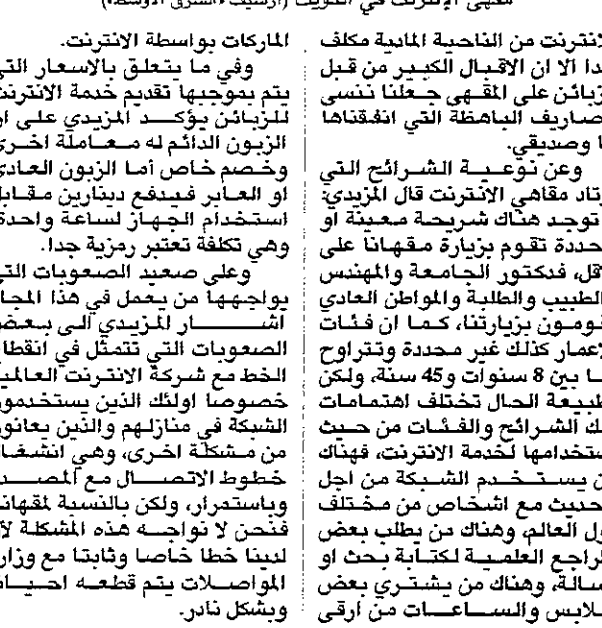 مقهى الإنترنت في الكويت (أرشيف «الشرق الأوسط»)
الانترنت من الناحية المادية مكلف
جدا الا ان الاقبال الكبير من قبل
الزبائن على المقهى جعلنا ننسى
المصاريف الباهظة التي انفقناها
انا وصديقي.
وعن نوعية الشرائح التي
ترتاد مقاهي الانترنت قال المزيدي:
توجد هناك شريحة معينة او
محددة تقوم بزيارة مقهانا على
الاقل، فدكتور الجامعة والمهندس
والطبيب والطلبة والمواطن العادي
يقومون بزيارتنا، كما ان فئات
الاعمار كذلك غير محددة وتتراوح
ما بين 8 سنوات و45 سنة، ولكن
بطبيعة الحال تختلف اهتمامات
تلك الشرائح والفئات من حيث
استخدامها لخدمة الانترنت، فهناك
من يستخدم الشبكة من اجل
الحديث مع اشخاص من مختلف
دول العالم، وهناك من يطلب بعض
المراجع العلمية لكتابة بحث او
رسالة، وهناك من يشتري بعض
الملابس والساعات من ارقى
الماركات بواسطة الانترنت.
وفي ما يتعلق بالاسعار التي
يتم بموجبها تقديم خدمة الانترنت
للزبائن يؤكد المزيدي على ان
الزبون الدائم له معاملة اخرى
وخصم خاص أما الزبون العادي
او العابر فيدفع دينارين مقابل
استخدام الجهاز لساعة واحدة
وهي تكلفة تعتبر رمزية جدا.
وعلى صعيد الصعوبات التي
يواجهها من يعمل في هذا المجال
اشار المزيدي الى بعض
الصعوبات التي تتمثل في انقطاع
الخط مع شركة الانترنت العالمية
خصوصا اولئك الذين يستخدمون
الشبكة في منازلهم والذين يعانون
من مشكلة اخرى، وهي انشغال
خطوط الاتصال مع المصدر
وباستمرار، ولكن بالنسبة لمقهانا
فنحن لا نواجه هذه المشكلة لأن
لدينا خطا خاصا وثابتا مع وزارة
المواصلات يتم قطعه احيانا
وبشكل نادر.